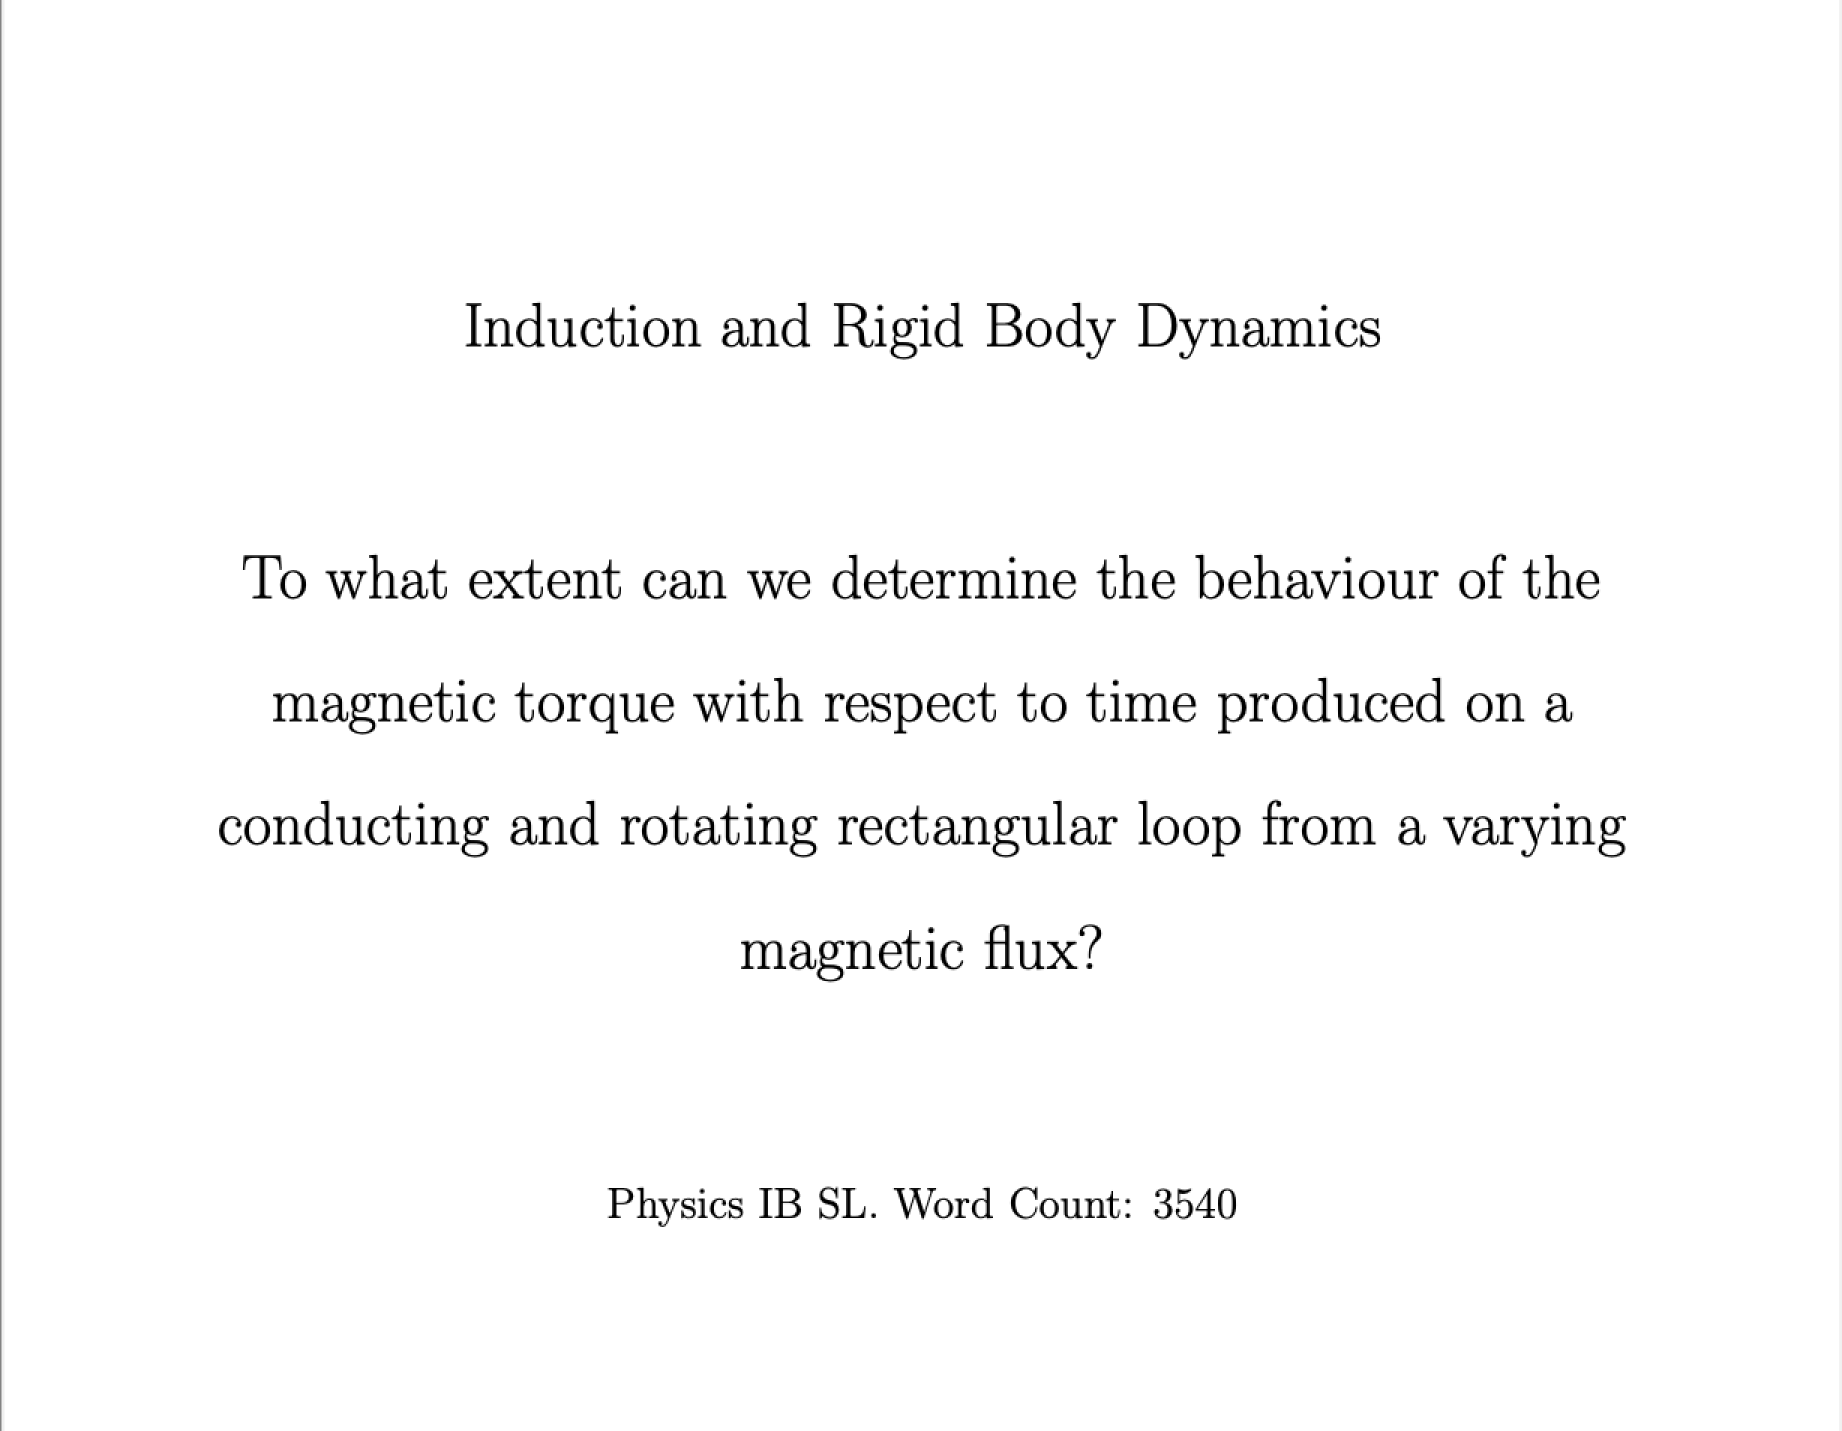 Induction and Rigid Body Dynamics
To what extent can we determine the behaviour of the
magnetic torque with respect to time produced on a
conducting and rotating rectangular loop from a varying
magnetic flux?
Physics IB SL. Word Count: 3540